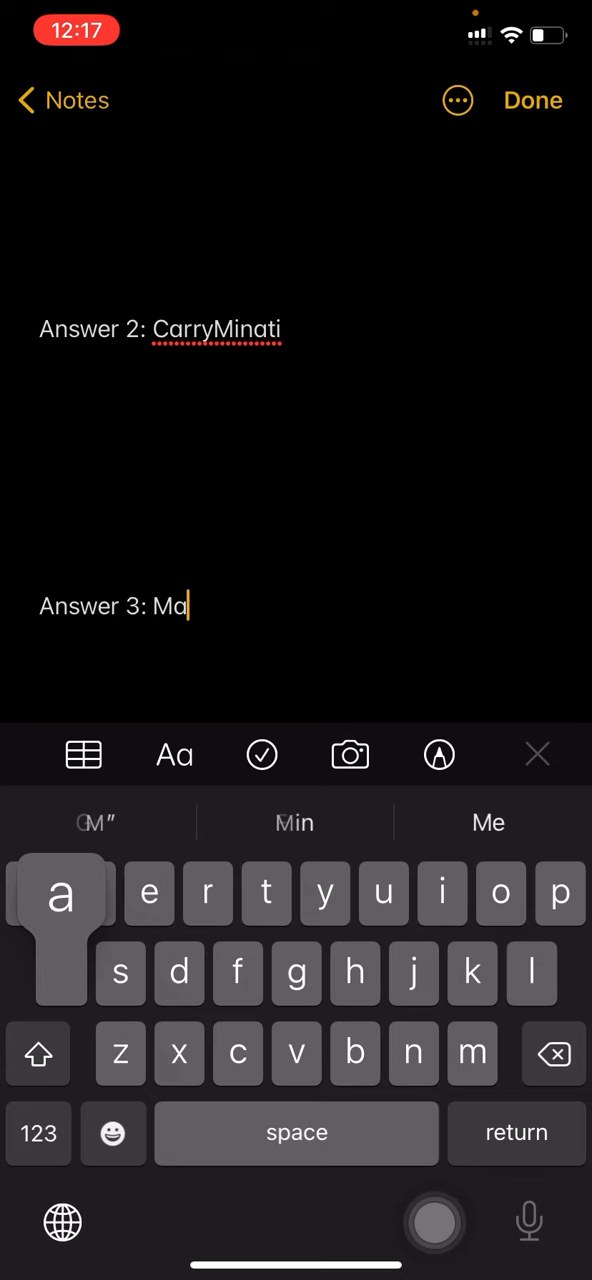 12:17
Notes
Done
Answer 2: CarryMinati
Answer 3: Ma
Aa
Min
Me
a
e r t y u i o p
s d f g h j k l
z x c v b n m
123
space
return